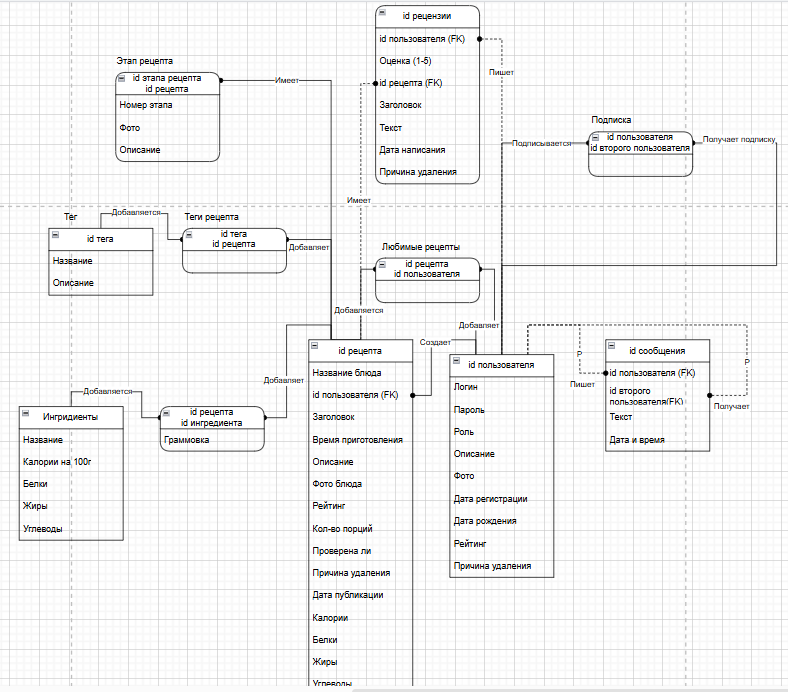 id рецензии
id пользователя (FK)
Оценка (1-5)
id рецепта (FK)
Заголовок
Текст
Дата написания
Причина удаления
Этап рецепта
id этапа рецепта
id рецепта
Номер этапа
Фото
Описание
Имеет
Пишет
Подписка
id пользователя
id второго пользователя
Подписывается
Получает подписку
Имеет
Тег
id тега
Название
Описание
Добавляется
Теги рецепта
id тега
id рецепта
Добавляет
Любимые рецепты
id рецепта
id пользователя
Добавляется
Добавляет
Создает
id рецепта
Название блюда
id пользователя (FK)
Заголовок
Время приготовления
Описание
Фото блюда
Рейтинг
Кол-во порций
Проверена ли
Причина удаления
Дата публикации
Калории
Белки
Жиры
Углеводы
id пользователя
Логин
Пароль
Роль
Описание
Фото
Дата регистрации
Дата рождения
Рейтинг
Причина удаления
Р
Пишет
id сообщения
id пользователя (FK)
id второго
пользователя(FK)
Текст
Дата и время
Р
Получает
Добавляет
Добавляется
id рецепта
id ингредиента
Граммовка
Ингридиенты
Название
Калории на 100г
Белки
Жиры
Углеводы